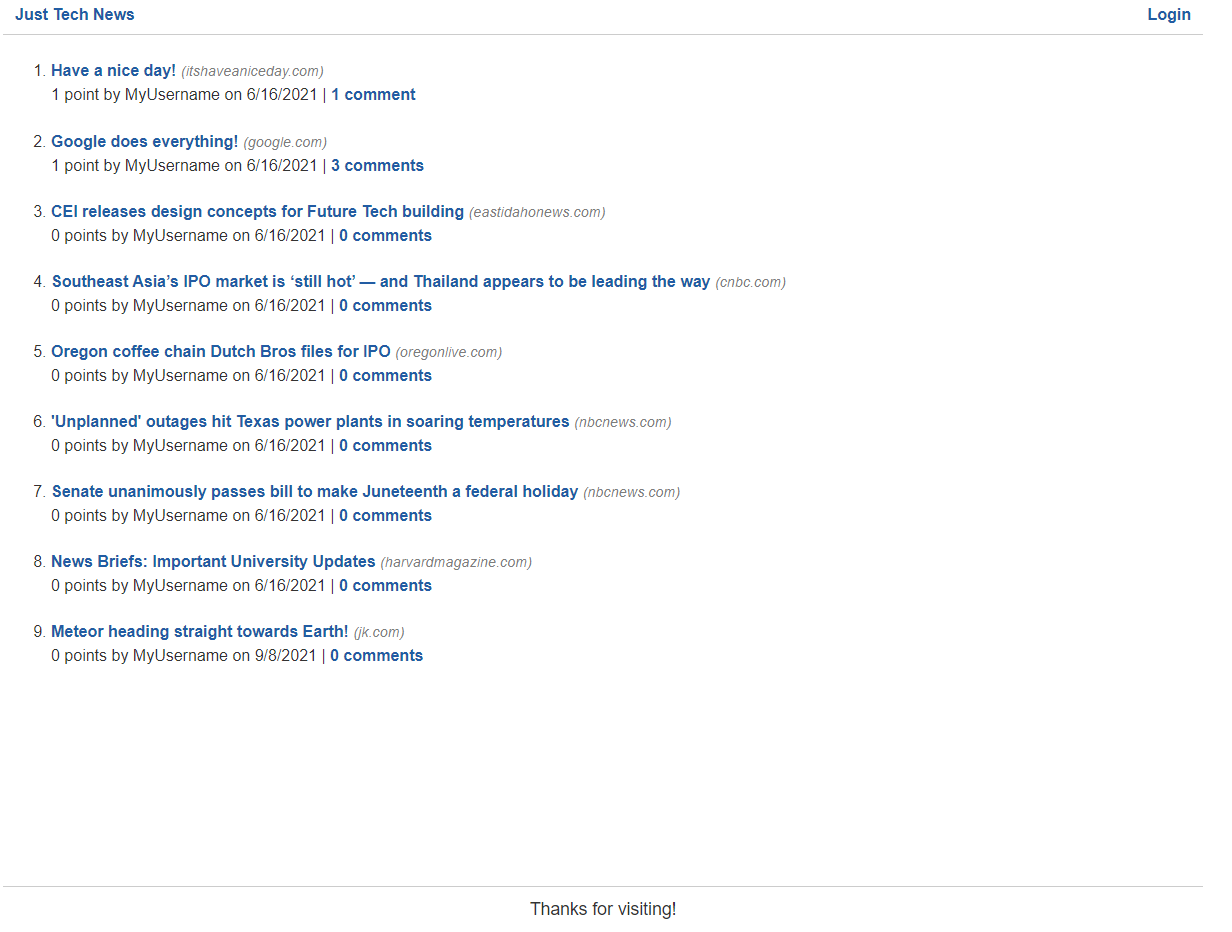 Just Tech News Login
1. Have a nice day! (itshaveaniceday.com)
1 point by MyUsername on 6/16/2021 | 1 comment
2. Google does everything! (google.com)
1 point by MyUsername on 6/16/2021 | 3 comments
3. CEI releases design concepts for Future Tech building (eastidahonews.com)
0 points by MyUsername on 6/16/2021 | 0 comments
4. Southeast Asia’s IPO market is ‘still hot’ — and Thailand appears to be leading the way (cnbc.com)
0 points by MyUsername on 6/16/2021 | 0 comments
5. Oregon coffee chain Dutch Bros files for IPO (oregonlive.com)
0 points by MyUsername on 6/16/2021 | 0 comments
6. 'Unplanned' outages hit Texas power plants in soaring temperatures (nbcnews.com)
0 points by MyUsername on 6/16/2021 | 0 comments
7. Senate unanimously passes bill to make Juneteenth a federal holiday (nbcnews.com)
0 points by MyUsername on 6/16/2021 | 0 comments
8. News Briefs: Important University Updates (harvardmagazine.com)
0 points by MyUsername on 6/16/2021 | 0 comments
9. Meteor heading straight towards Earth! (jk.com)
0 points by MyUsername on 9/8/2021 | 0 comments
Thanks for visiting!